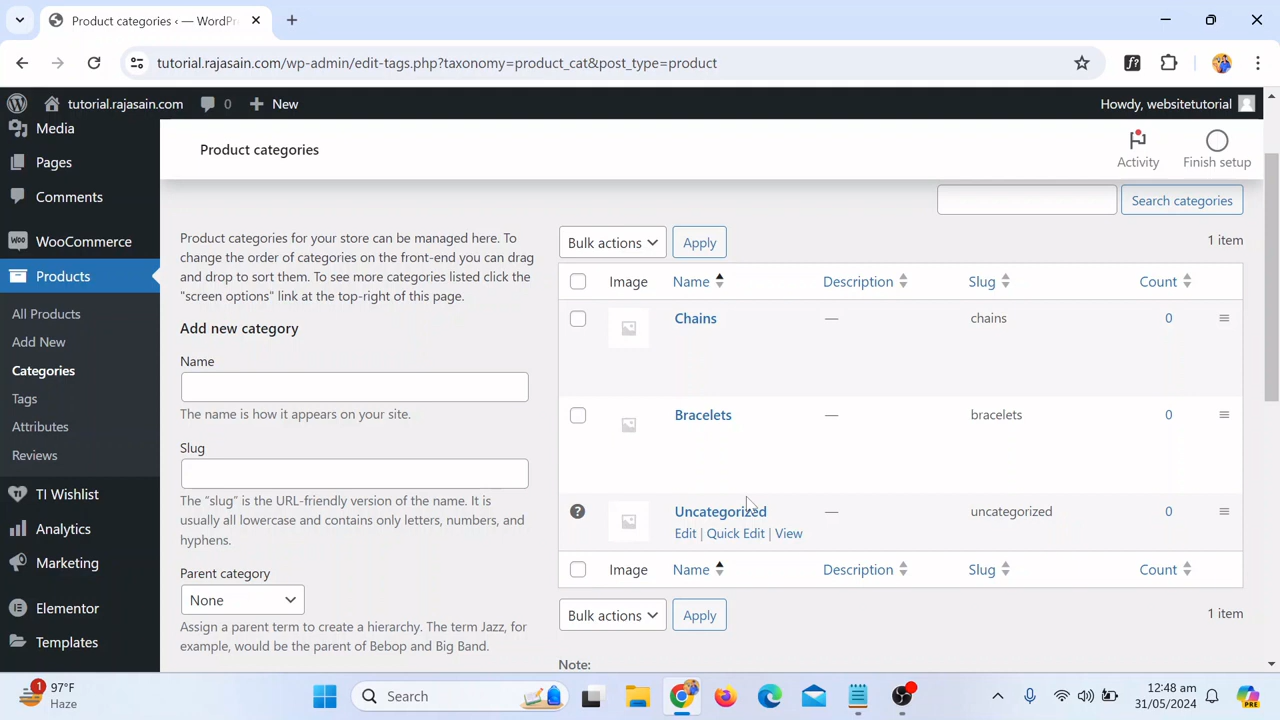 Product categories ‹ — WordPr
tutorial.rajasain.com/wp-admin/edit-tags.php?taxonomy=product_cat&post_type=product
tutorial.rajasain.com 0 New Howdy, websitetutorial
Media
Pages
Comments
WooCommerce
Products
All Products
Add New
Categories
Tags
Attributes
Reviews
TI Wishlist
Analytics
Marketing
Elementor
Templates
Product categories
Activity Finish setup
Search categories
Product categories for your store can be managed here. To
change the order of categories on the front-end you can drag
and drop to sort them. To see more categories listed click the
"screen options" link at the top-right of this page.
Add new category
Name
The name is how it appears on your site.
Slug
The “slug” is the URL-friendly version of the name. It is
usually all lowercase and contains only letters, numbers, and
hyphens.
Parent category
None
Assign a parent term to create a hierarchy. The term Jazz, for
example, would be the parent of Bebop and Big Band.
Bulk actions Apply 1 item
Image Name Description Slug Count
Chains — chains 0
Bracelets — bracelets 0
Uncategorized — uncategorized 0
Edit | Quick Edit | View
Image Name Description Slug Count
Bulk actions Apply 1 item
Note:
1 97°F
Haze
Search
PRE
12:48 am
31/05/2024